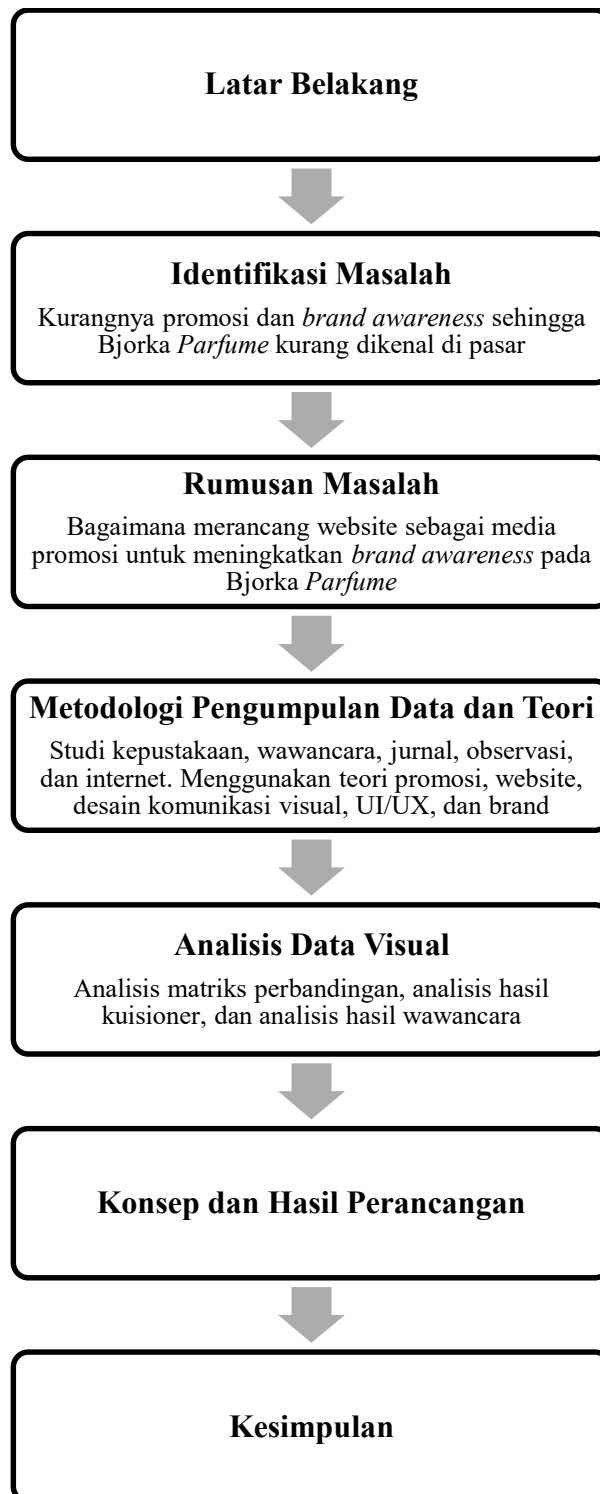 Latar Belakang
Identifikasi Masalah
Kurangnya promosi dan brand awareness sehingga
Bjorka Parfume kurang dikenal di pasar
Rumusan Masalah
Bagaimana merancang website sebagai media
promosi untuk meningkatkan brand awareness pada
Bjorka Parfume
Metodologi Pengumpulan Data dan Teori
Studi kepustakaan, wawancara, jurnal, observasi,
dan internet. Menggunakan teori promosi, website,
desain komunikasi visual, UI/UX, dan brand
Analisis Data Visual
Analisis matriks perbandingan, analisis hasil
kuisioner, dan analisis hasil wawancara
Konsep dan Hasil Perancangan
Kesimpulan